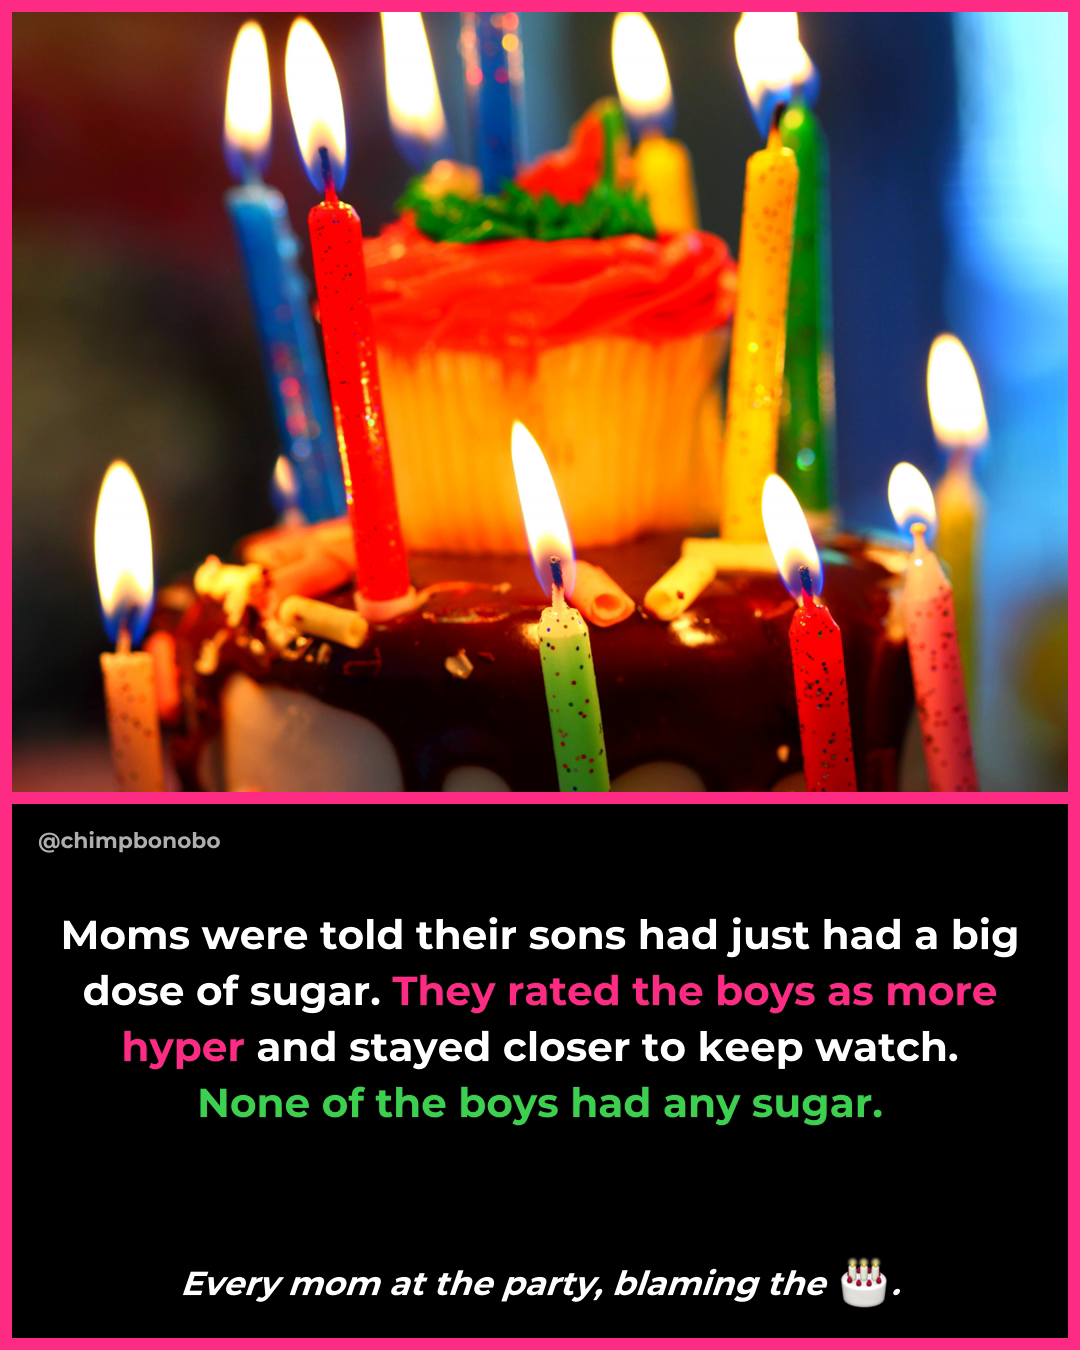 @chimpbonobo
Moms were told their sons had just had a big
dose of sugar. They rated the boys as more
hyper and stayed closer to keep watch.
None of the boys had any sugar.
Every mom at the party, blaming the 🎂.